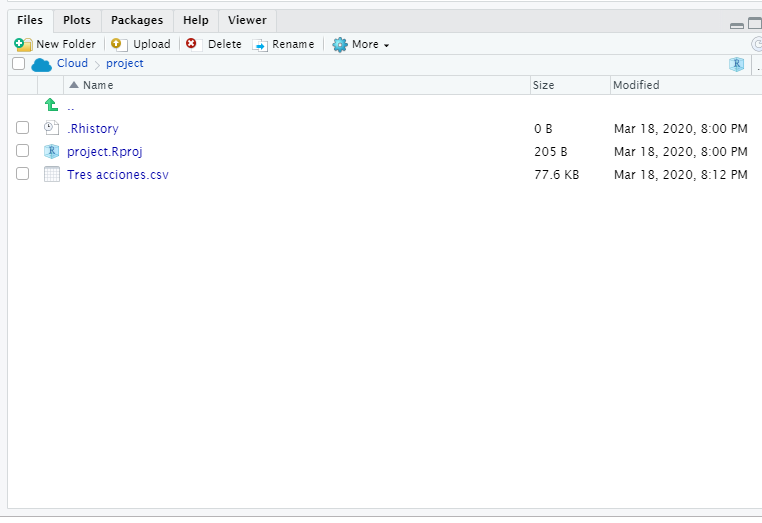 Files Plots Packages Help Viewer
New Folder Upload Delete Rename More
Cloud project R
Name Size Modified
..
.Rhistory 0 B Mar 18, 2020, 8:00 PM
R project.Rproj 205 B Mar 18, 2020, 8:00 PM
Tres acciones.csv 77.6 KB Mar 18, 2020, 8:12 PM